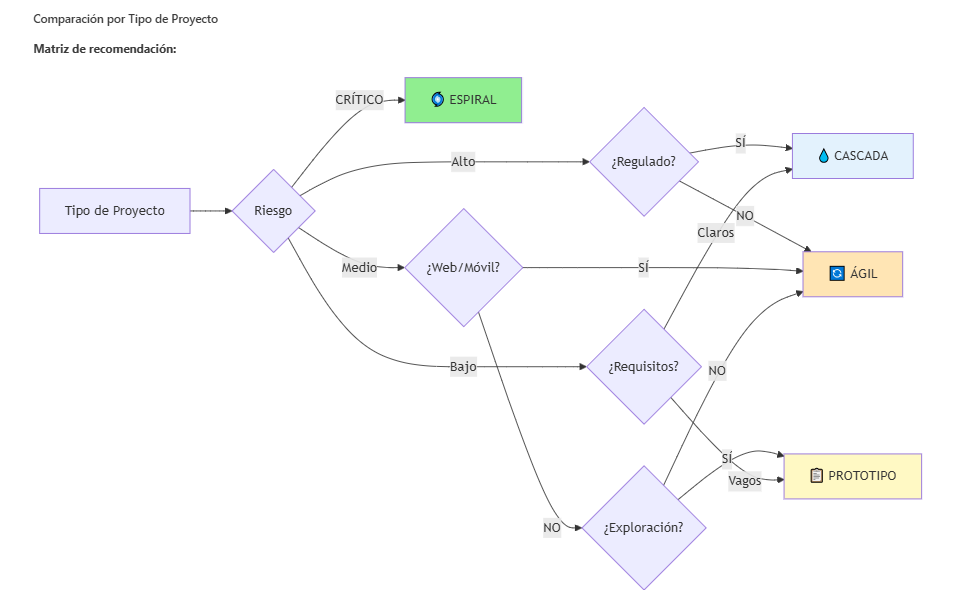 Comparación por Tipo de Proyecto
Matriz de recomendación:
CRÍTICO
ESPIRAL
Alto
¿Regulado?
SÍ
CASCADA
Tipo de Proyecto
Riesgo
NO
Claros
Medio
¿Web/Móvil?
SÍ
ÁGIL
Bajo
¿Requisitos?
NO
SÍ
Vagos
PROTOTIPO
NO
¿Exploración?